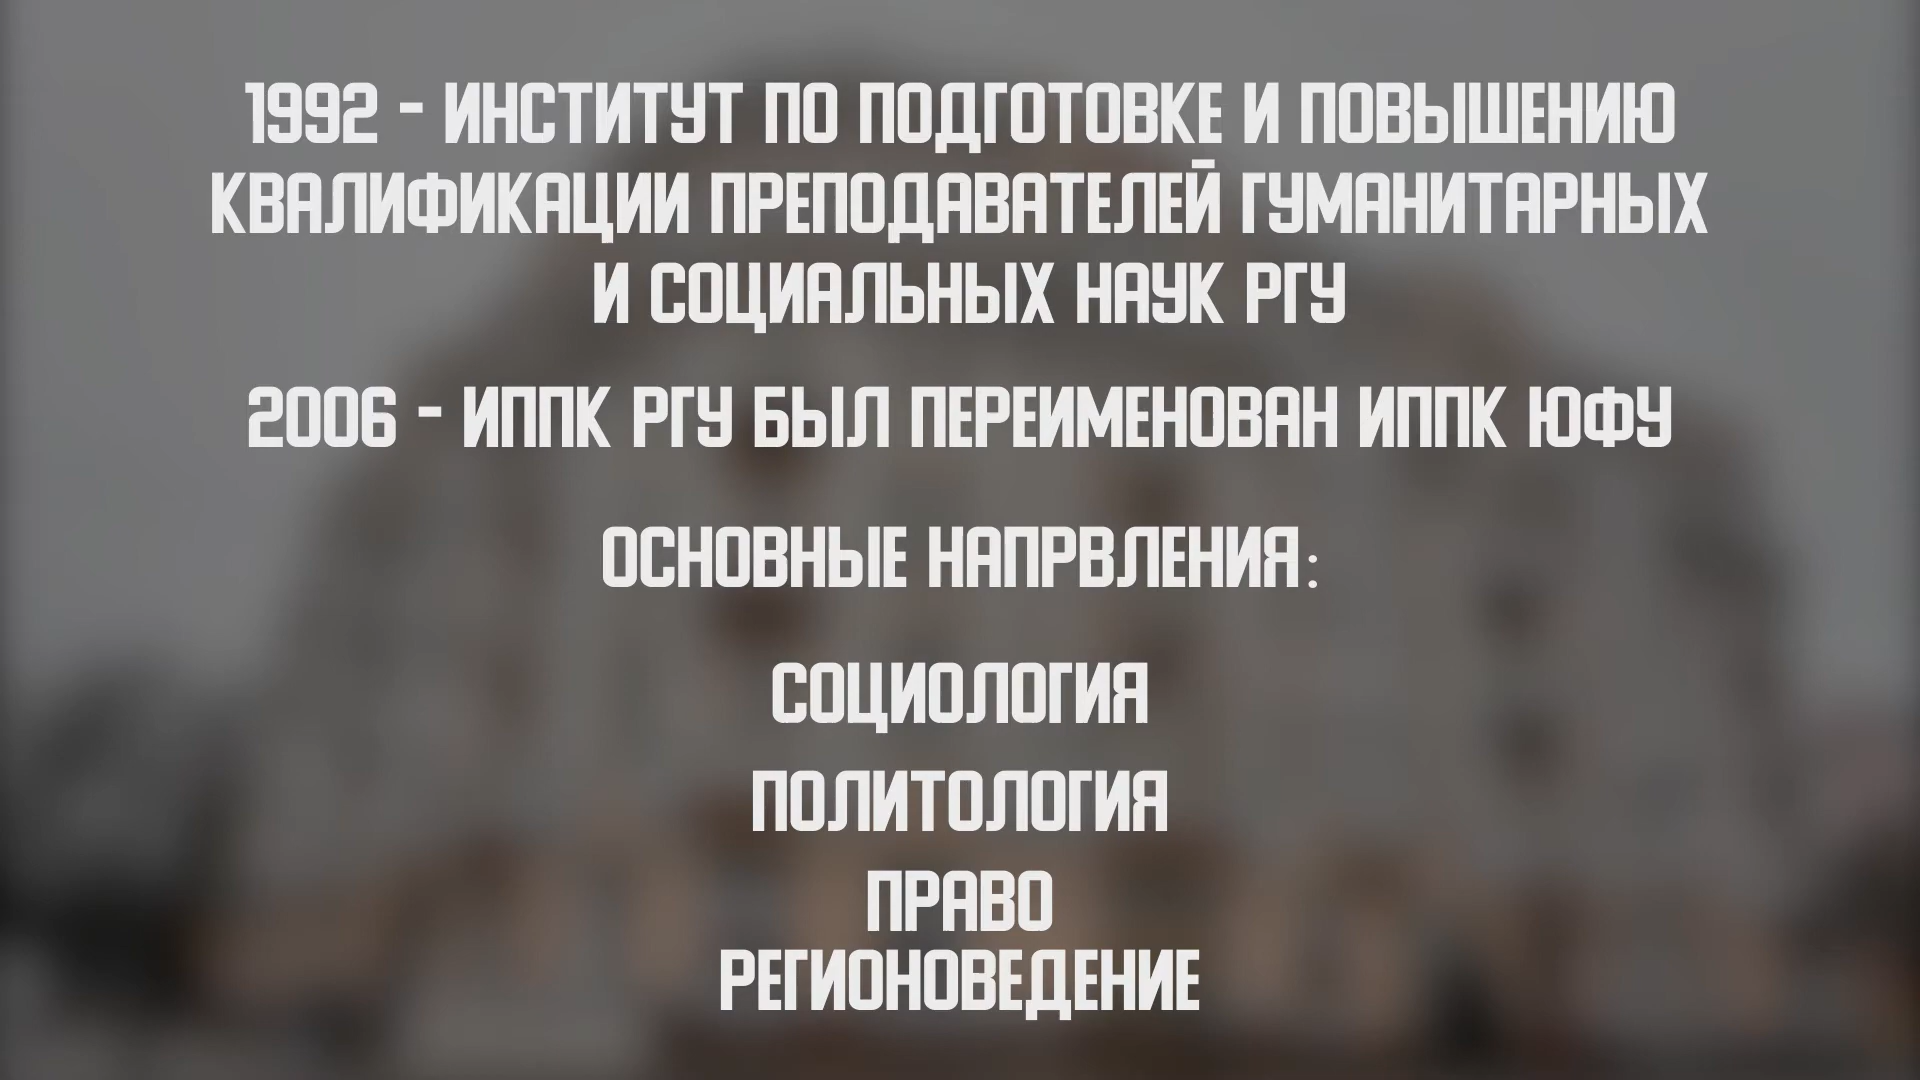 1992 - ИНСТИТУТ ПО ПОДГОТОВКЕ И ПОВЫШЕНИЮ
КВАЛИФИКАЦИИ ПРЕПОДАВАТЕЛЕЙ ГУМАНИТАРНЫХ
И СОЦИАЛЬНЫХ НАУК РГУ
2006 - ИППК РГУ БЫЛ ПЕРЕИМЕНОВАН ИППК ЮФУ
ОСНОВНЫЕ НАПРВЛЕНИЯ:
СОЦИОЛОГИЯ
ПОЛИТОЛОГИЯ
ПРАВО
РЕГИОНОВЕДЕНИЕ